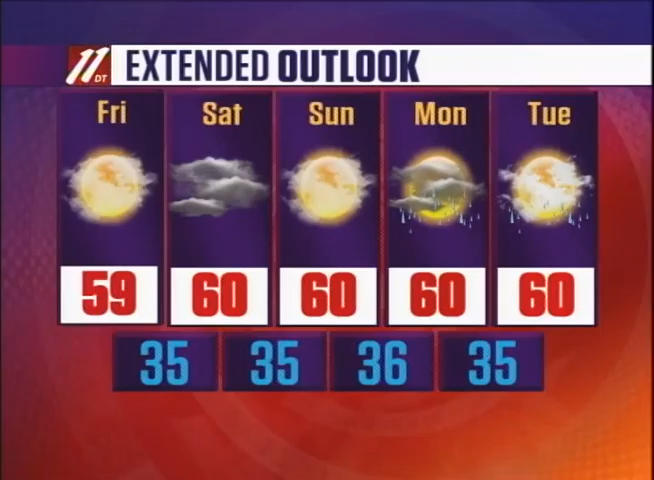 11 DT EXTENDED OUTLOOK
Fri Sat Sun Mon Tue
59 60 60 60 60
35 35 36 35